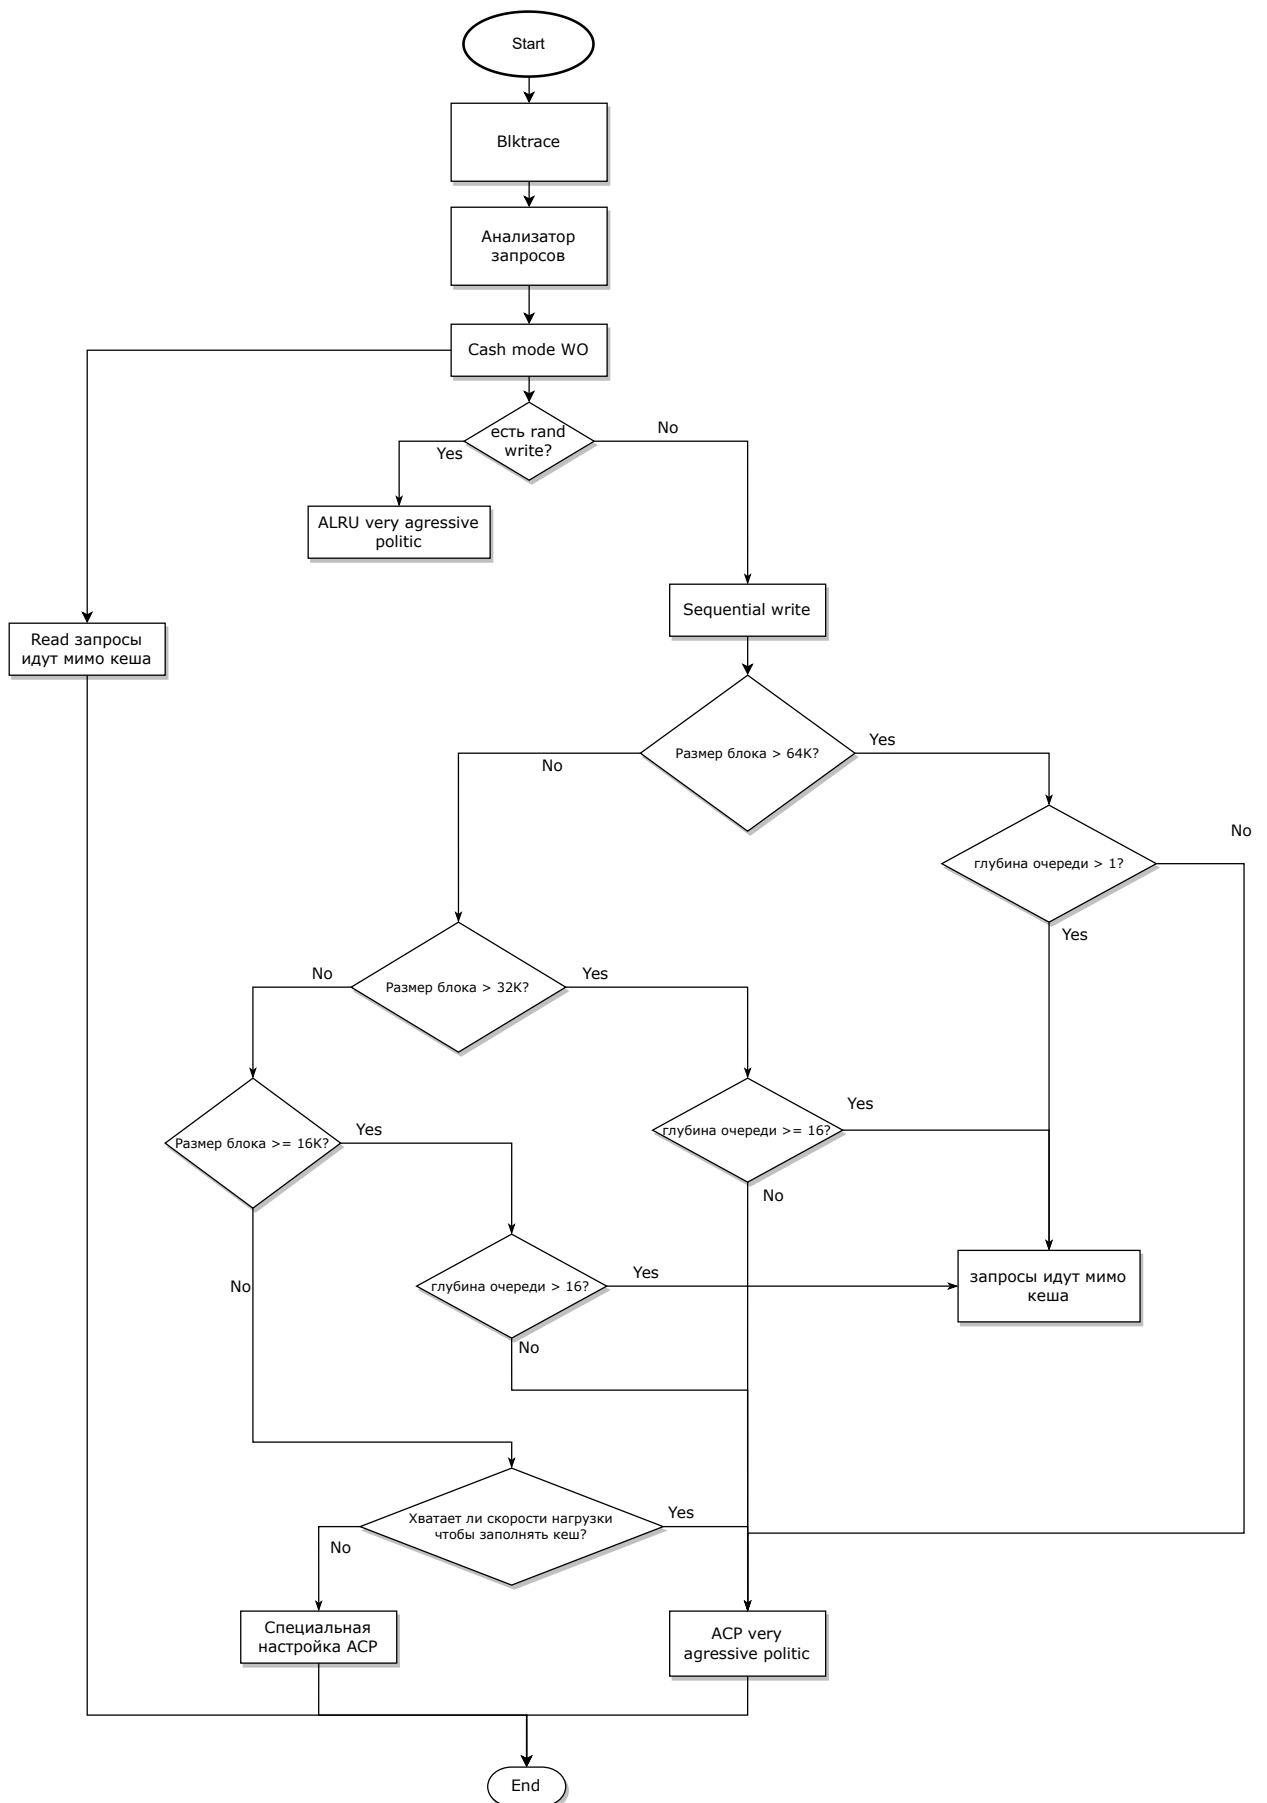 Start
Blktrace
Анализатор
запросов
Cash mode WO
есть rand
write?
Yes
No
ALRU very agressive
politic
Sequential write
Read запросы
идут мимо кеша
Размер блока > 64K?
No
Yes
глубина очереди > 1?
No
Yes
Размер блока > 32K?
No
Yes
Размер блока >= 16K?
Yes
No
глубина очереди >= 16?
Yes
No
глубина очереди > 16?
Yes
No
запросы идут мимо
кеша
Хватает ли скорости нагрузки
чтобы заполнять кеш?
Yes
No
Специальная
настройка ACP
ACP very
agressive politic
End